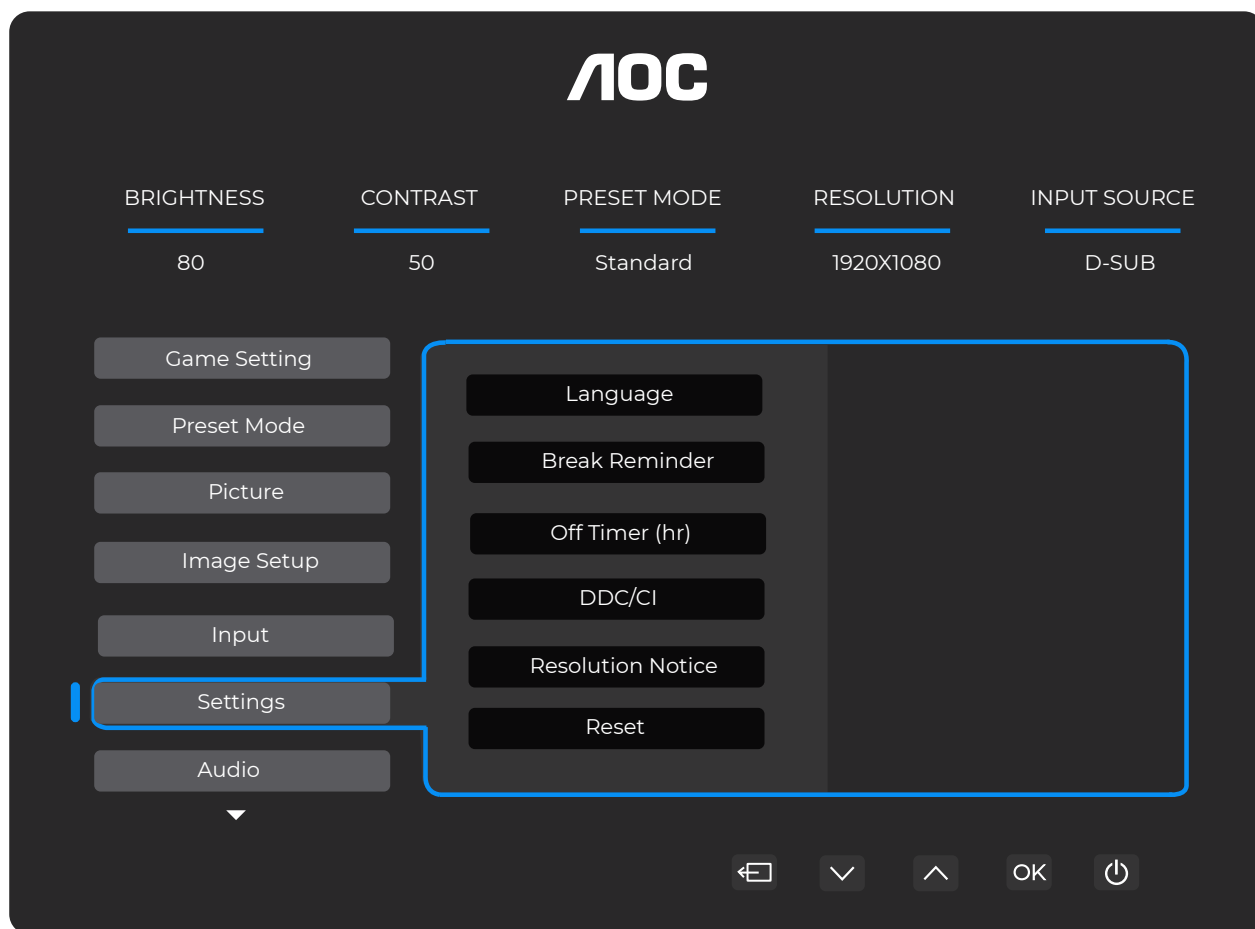 AOC
BRIGHTNESS CONTRAST PRESET MODE RESOLUTION INPUT SOURCE
80 50 Standard 1920X1080 D-SUB
Game Setting
Preset Mode
Picture
Image Setup
Input
Settings
Audio
Language
Break Reminder
Off Timer (hr)
DDC/CI
Resolution Notice
Reset
OK